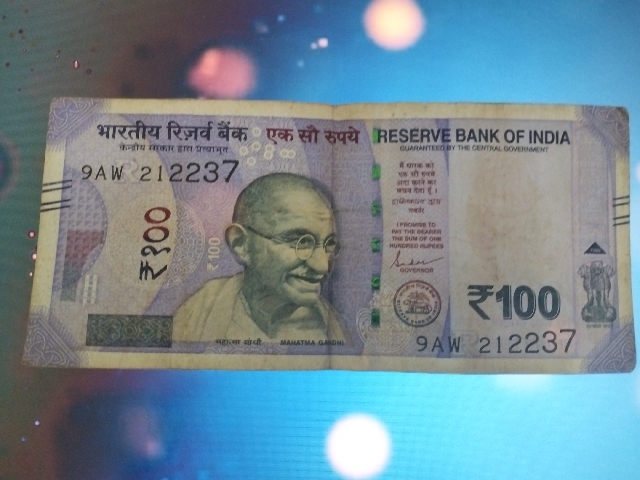 भारतीय रिज़र्व बैंक
केन्द्रीय सरकार द्वारा प्रत्याभूत
एक सौ रुपये
RESERVE BANK OF INDIA
GUARANTEED BY THE CENTRAL GOVERNMENT
9AW 212237
₹१००
₹100
मैं धारक को
एक सौ रुपये
अदा करने का
वचन देता हूँ ।
I PROMISE TO
PAY THE BEARER
THE SUM OF ONE
HUNDRED RUPEES
GOVERNOR
₹100
महात्मा गांधी
MAHATMA GANDHI
9AW 212237